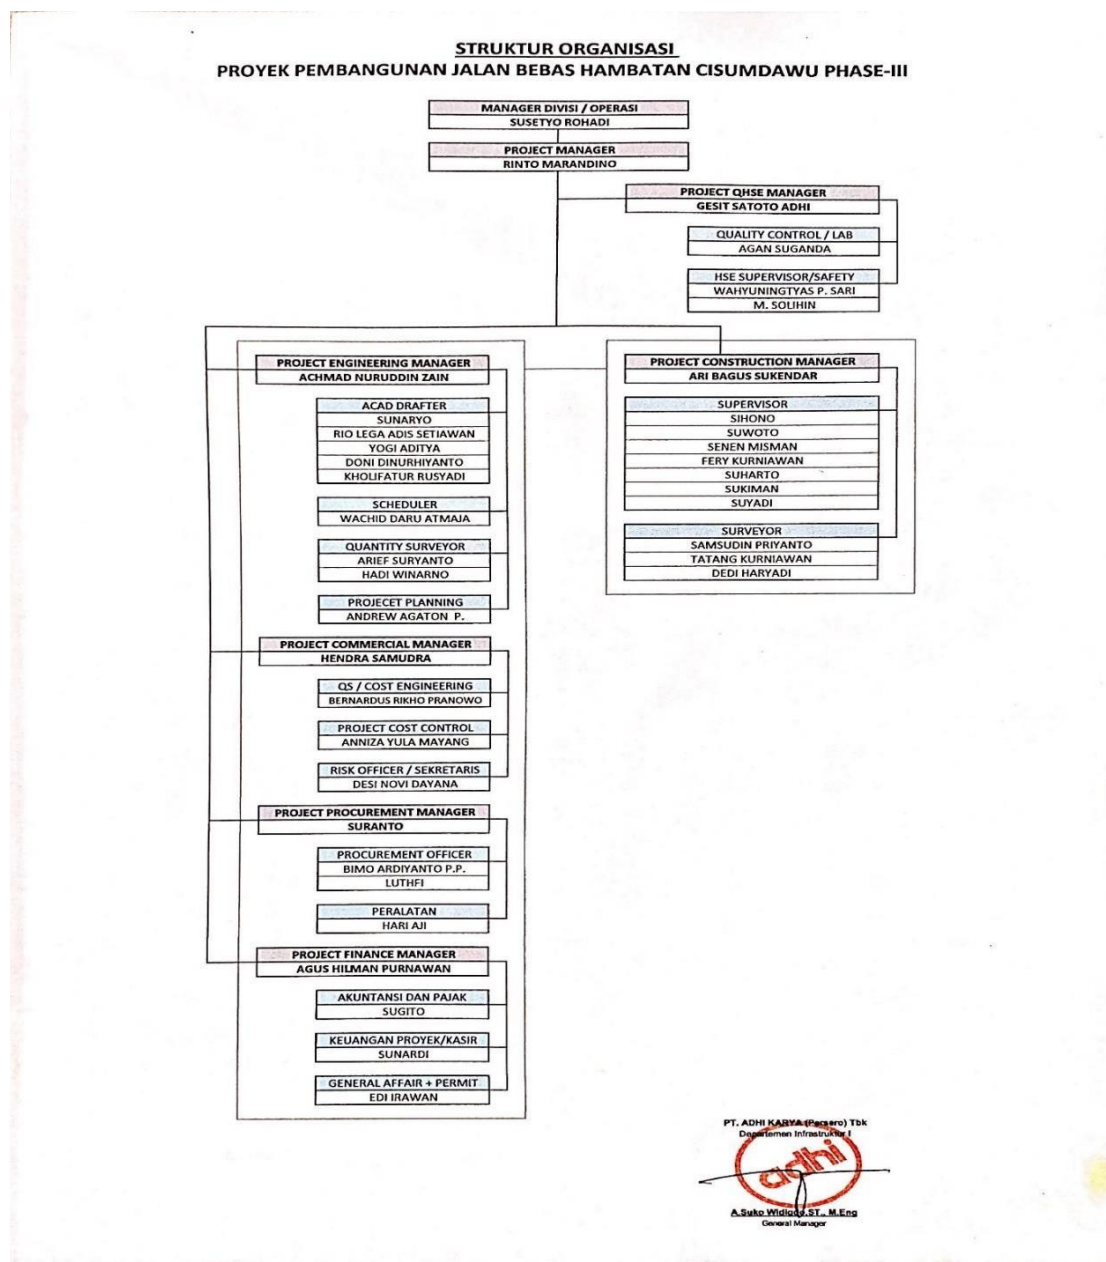 STRUKTUR ORGANISASI
PROYEK PEMBANGUNAN JALAN BEBAS HAMBATAN CISUMDAWU PHASE-III
MANAGER DIVISI / OPERASI
SUSETYO ROHADI
PROJECT MANAGER
RINTO MARANDINO
PROJECT QHSE MANAGER
GESIT SATOTO ADHI
QUALITY CONTROL / LAB
AGAN SUGANDA
HSE SUPERVISOR/SAFETY
WAHYUNINGTYAS P. SARI
M. SOLIHIN
PROJECT ENGINEERING MANAGER
ACHMAD NURUDDIN ZAIN
ACAD DRAFTER
SUNARYO
RIO LEGA ADIS SETIAWAN
YOGI ADITYA
DONI DINURHIYANTO
KHOLIFATUR RUSYADI
SCHEDULER
WACHID DARU ATMAJA
QUANTITY SURVEYOR
ARIEF SURYANTO
HADI WINARNO
PROJECET PLANNING
ANDREW AGATON P.
PROJECT COMMERCIAL MANAGER
HENDRA SAMUDRA
QS / COST ENGINEERING
BERNARDUS RIKHO PRANOWO
PROJECT COST CONTROL
ANNIZA YULA MAYANG
RISK OFFICER / SEKRETARIS
DESI NOVI DAYANA
PROJECT PROCUREMENT MANAGER
SURANTO
PROCUREMENT OFFICER
BIMO ARDIYANTO P.P.
LUTHFI
PERALATAN
HARI AJI
PROJECT FINANCE MANAGER
AGUS HILMAN PURNAWAN
AKUNTANSI DAN PAJAK
SUGITO
KEUANGAN PROYEK/KASIR
SUNARDI
GENERAL AFFAIR + PERMIT
EDI IRAWAN
PROJECT CONSTRUCTION MANAGER
ARI BAGUS SUKENDAR
SUPERVISOR
SIHONO
SUWOTO
SENEN MISMAN
FERY KURNIAWAN
SUHARTO
SUKIMAN
SUYADI
SURVEYOR
SAMSUDIN PRIYANTO
TATANG KURNIAWAN
DEDI HARYADI
PT. ADHI KARYA (Persero) Tbk
Departemen Infrastruktur I
adhi
A.Suko Widigdo,ST., M.Eng
General Manager